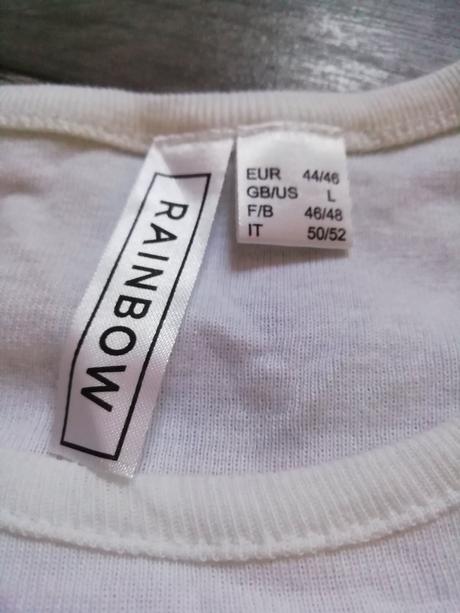 RAINBOW
EUR 44/46
GB/US L
F/B 46/48
IT 50/52